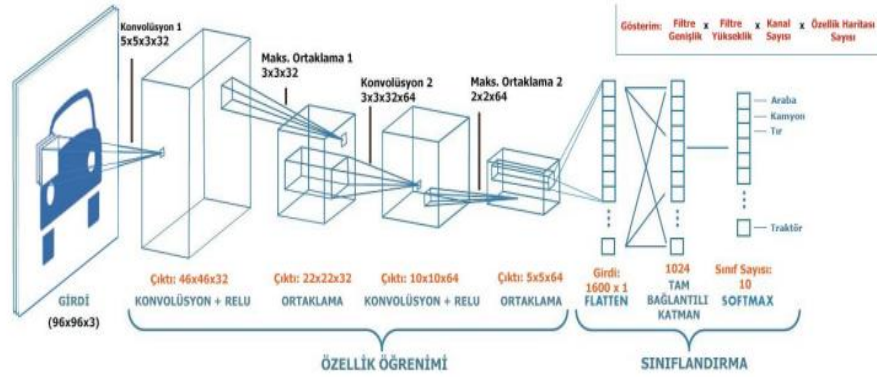 Gösterim: Filtre Genişlik x Filtre Yükseklik x Kanal Sayısı x Özellik Haritası Sayısı
Konvolüsyon 1
5x5x3x32
Maks. Ortaklama 1
3x3x32
Konvolüsyon 2
3x3x32x64
Maks. Ortaklama 2
2x2x64
Araba
Kamyon
Tır
Traktör
GİRDİ
(96x96x3)
Çıktı: 46x46x32
KONVOLÜSYON + RELU
Çıktı: 22x22x32
ORTAKLAMA
Çıktı: 10x10x64
KONVOLÜSYON + RELU
Çıktı: 5x5x64
ORTAKLAMA
Girdi:
1600 x 1
FLATTEN
1024
TAM
BAĞLANTILI
KATMAN
Sınıf Sayısı:
10
SOFTMAX
ÖZELLİK ÖĞRENİMİ
SINIFLANDIRMA